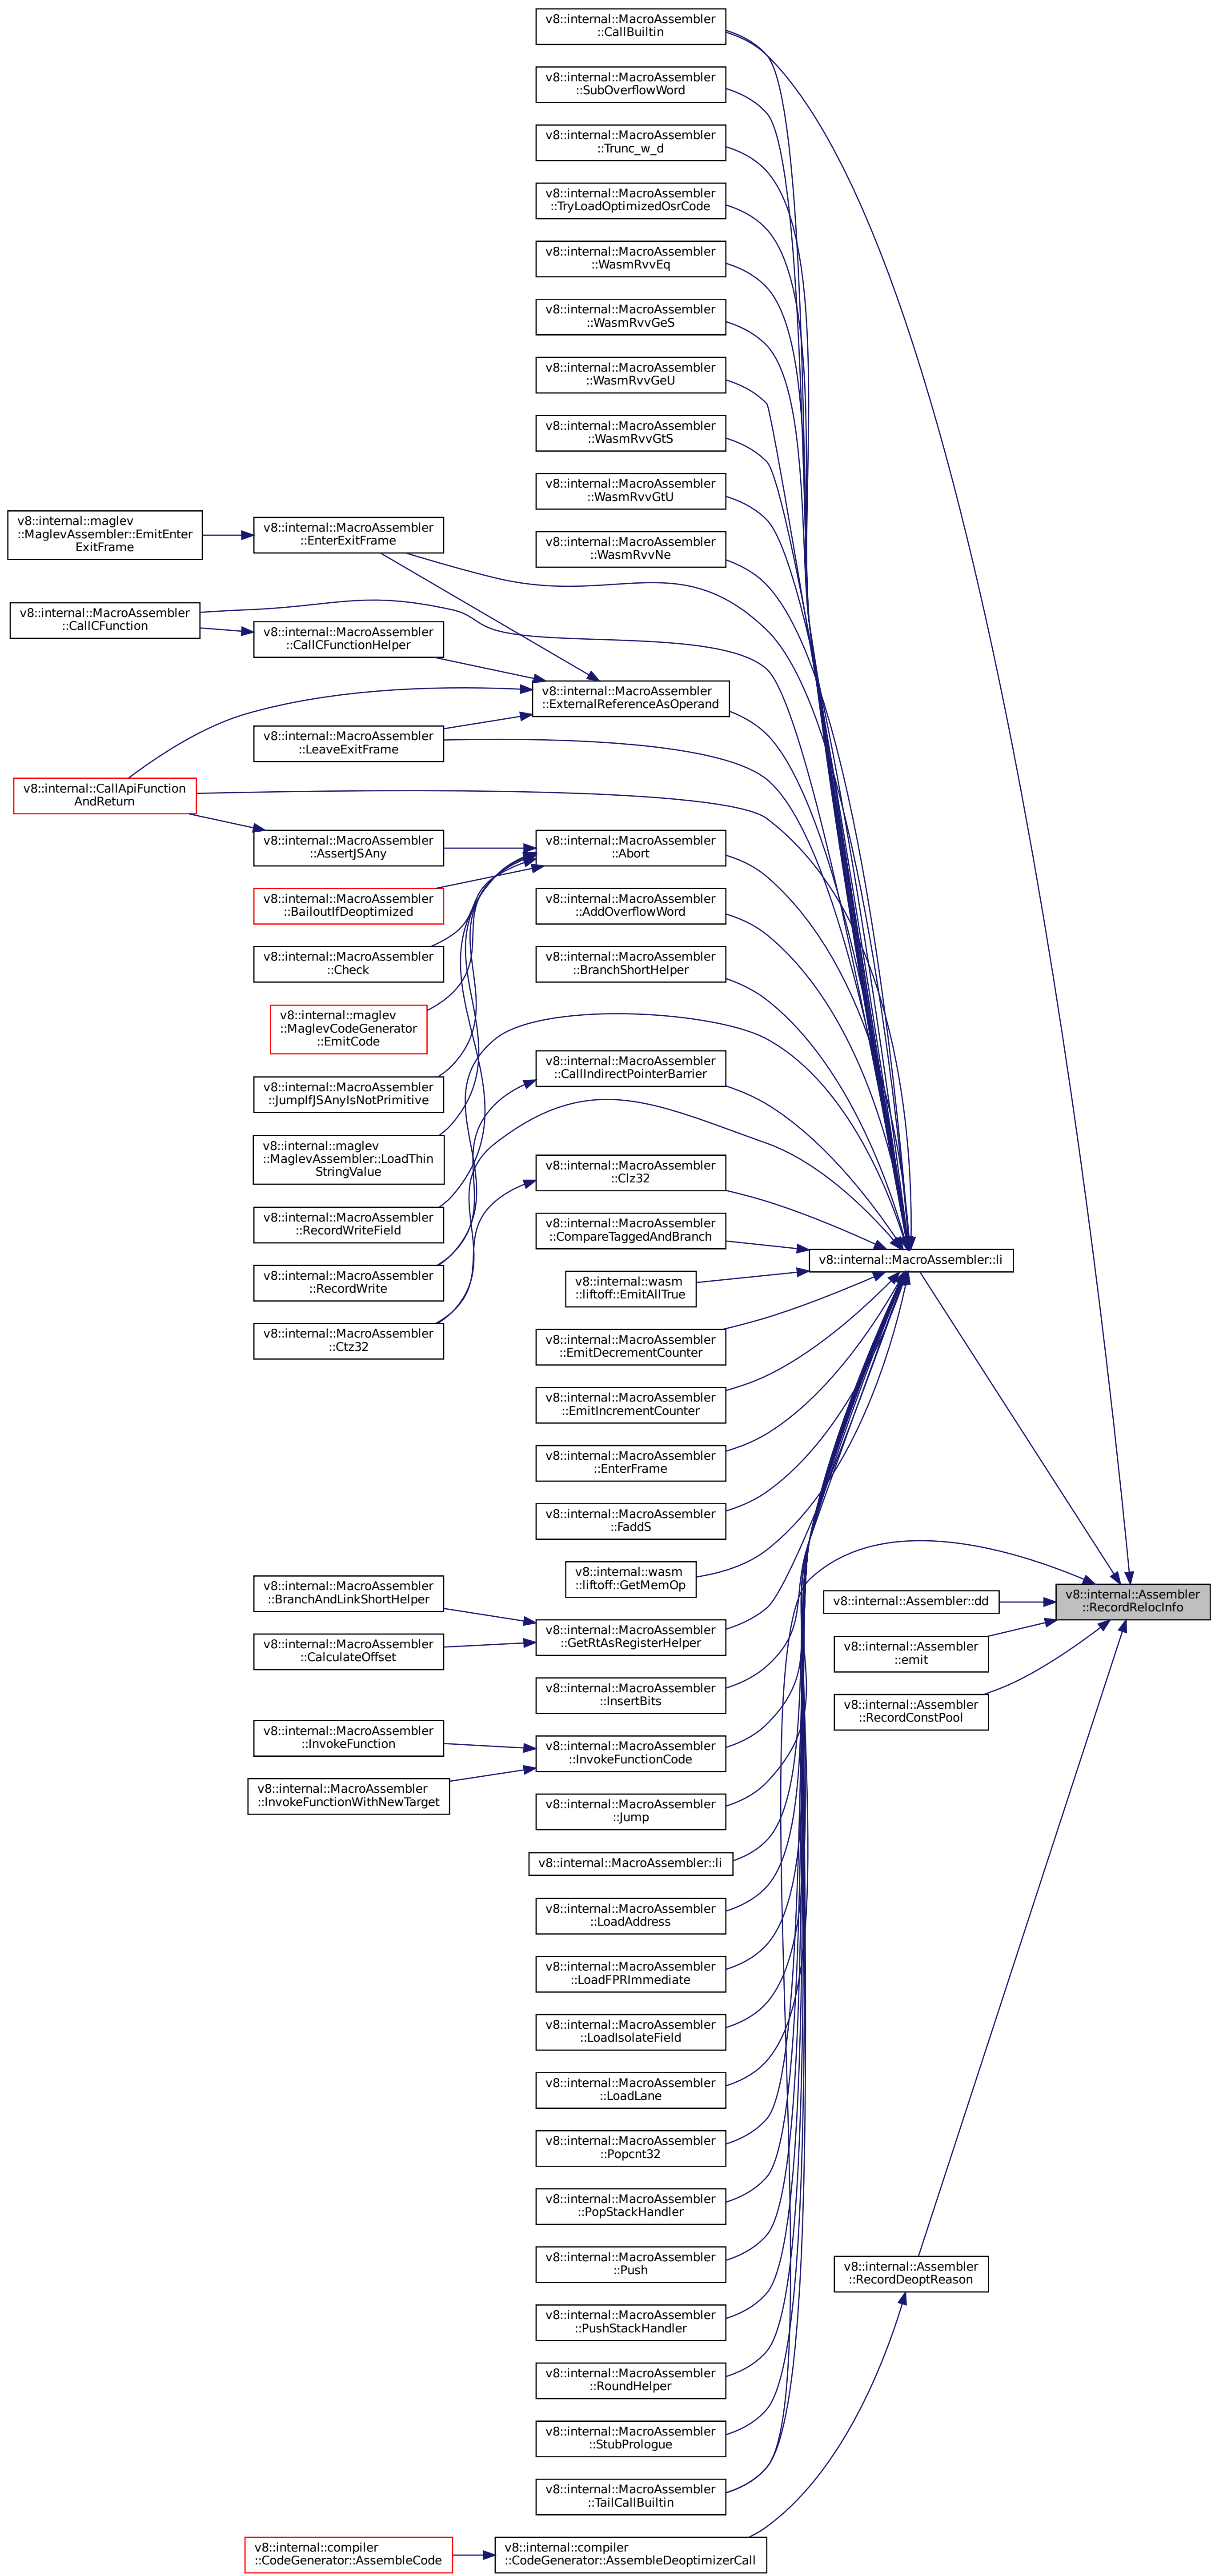 v8::internal::MacroAssembler
::CallBuiltin
v8::internal::MacroAssembler
::SubOverflowWord
v8::internal::MacroAssembler
::Trunc_w_d
v8::internal::MacroAssembler
::TryLoadOptimizedOsrCode
v8::internal::MacroAssembler
::WasmRvvEq
v8::internal::MacroAssembler
::WasmRvvGeS
v8::internal::MacroAssembler
::WasmRvvGeU
v8::internal::MacroAssembler
::WasmRvvGtS
v8::internal::MacroAssembler
::WasmRvvGtU
v8::internal::maglev
::MaglevAssembler::EmitEnter
ExitFrame
v8::internal::MacroAssembler
::EnterExitFrame
v8::internal::MacroAssembler
::WasmRvvNe
v8::internal::MacroAssembler
::CallCFunction
v8::internal::MacroAssembler
::CallCFunctionHelper
v8::internal::MacroAssembler
::ExternalReferenceAsOperand
v8::internal::MacroAssembler
::LeaveExitFrame
v8::internal::CallApiFunction
AndReturn
v8::internal::MacroAssembler
::AssertJSAny
v8::internal::MacroAssembler
::Abort
v8::internal::MacroAssembler
::BailoutIfDeoptimized
v8::internal::MacroAssembler
::AddOverflowWord
v8::internal::MacroAssembler
::Check
v8::internal::MacroAssembler
::BranchShortHelper
v8::internal::maglev
::MaglevCodeGenerator
::EmitCode
v8::internal::MacroAssembler
::CallIndirectPointerBarrier
v8::internal::MacroAssembler
::JumpIfJSAnyIsNotPrimitive
v8::internal::maglev
::MaglevAssembler::LoadThin
StringValue
v8::internal::MacroAssembler
::Clz32
v8::internal::MacroAssembler
::RecordWriteField
v8::internal::MacroAssembler
::CompareTaggedAndBranch
v8::internal::MacroAssembler::li
v8::internal::MacroAssembler
::RecordWrite
v8::internal::wasm
::liftoff::EmitAllTrue
v8::internal::MacroAssembler
::Ctz32
v8::internal::MacroAssembler
::EmitDecrementCounter
v8::internal::MacroAssembler
::EmitIncrementCounter
v8::internal::MacroAssembler
::EnterFrame
v8::internal::MacroAssembler
::FaddS
v8::internal::wasm
::liftoff::GetMemOp
v8::internal::MacroAssembler
::BranchAndLinkShortHelper
v8::internal::Assembler::dd
v8::internal::Assembler
::RecordRelocInfo
v8::internal::MacroAssembler
::GetRtAsRegisterHelper
v8::internal::MacroAssembler
::CalculateOffset
v8::internal::Assembler
::emit
v8::internal::MacroAssembler
::InsertBits
v8::internal::Assembler
::RecordConstPool
v8::internal::MacroAssembler
::InvokeFunction
v8::internal::MacroAssembler
::InvokeFunctionCode
v8::internal::MacroAssembler
::InvokeFunctionWithNewTarget
v8::internal::MacroAssembler
::Jump
v8::internal::MacroAssembler::li
v8::internal::MacroAssembler
::LoadAddress
v8::internal::MacroAssembler
::LoadFPRImmediate
v8::internal::MacroAssembler
::LoadIsolateField
v8::internal::MacroAssembler
::LoadLane
v8::internal::MacroAssembler
::Popcnt32
v8::internal::MacroAssembler
::PopStackHandler
v8::internal::MacroAssembler
::Push
v8::internal::Assembler
::RecordDeoptReason
v8::internal::MacroAssembler
::PushStackHandler
v8::internal::MacroAssembler
::RoundHelper
v8::internal::MacroAssembler
::StubPrologue
v8::internal::MacroAssembler
::TailCallBuiltin
v8::internal::compiler
::CodeGenerator::AssembleCode
v8::internal::compiler
::CodeGenerator::AssembleDeoptimizerCall